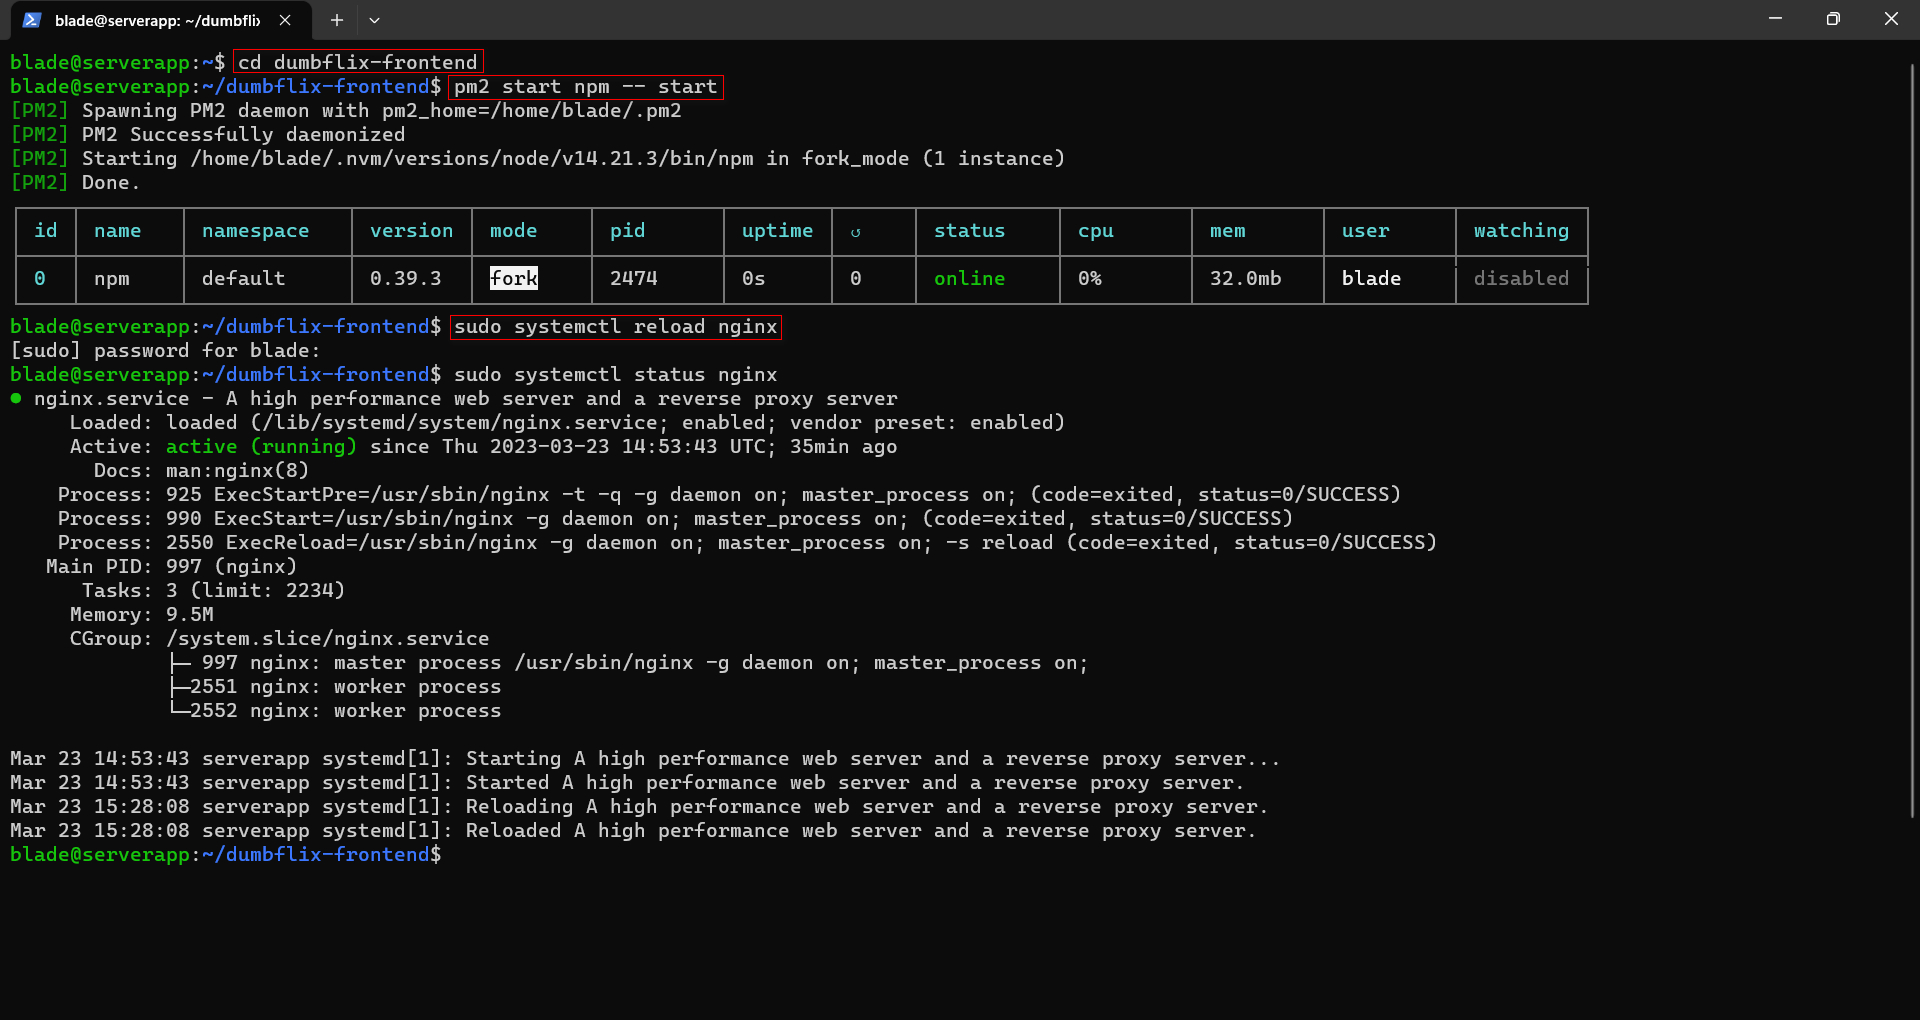 blade@serverapp: ~/dumbflix
blade@serverapp:~$ cd dumbflix-frontend
blade@serverapp:~/dumbflix-frontend$ pm2 start npm -- start
[PM2] Spawning PM2 daemon with pm2_home=/home/blade/.pm2
[PM2] PM2 Successfully daemonized
[PM2] Starting /home/blade/.nvm/versions/node/v14.21.3/bin/npm in fork_mode (1 instance)
[PM2] Done.
id name namespace version mode pid uptime ↺ status cpu mem user watching
0 npm default 0.39.3 fork 2474 0s 0 online 0% 32.0mb blade disabled
blade@serverapp:~/dumbflix-frontend$ sudo systemctl reload nginx
[sudo] password for blade:
blade@serverapp:~/dumbflix-frontend$ sudo systemctl status nginx
● nginx.service - A high performance web server and a reverse proxy server
Loaded: loaded (/lib/systemd/system/nginx.service; enabled; vendor preset: enabled)
Active: active (running) since Thu 2023-03-23 14:53:43 UTC; 35min ago
Docs: man:nginx(8)
Process: 925 ExecStartPre=/usr/sbin/nginx -t -q -g daemon on; master_process on; (code=exited, status=0/SUCCESS)
Process: 990 ExecStart=/usr/sbin/nginx -g daemon on; master_process on; (code=exited, status=0/SUCCESS)
Process: 2550 ExecReload=/usr/sbin/nginx -g daemon on; master_process on; -s reload (code=exited, status=0/SUCCESS)
Main PID: 997 (nginx)
Tasks: 3 (limit: 2234)
Memory: 9.5M
CGroup: /system.slice/nginx.service
├─ 997 nginx: master process /usr/sbin/nginx -g daemon on; master_process on;
├─2551 nginx: worker process
└─2552 nginx: worker process
Mar 23 14:53:43 serverapp systemd[1]: Starting A high performance web server and a reverse proxy server...
Mar 23 14:53:43 serverapp systemd[1]: Started A high performance web server and a reverse proxy server.
Mar 23 15:28:08 serverapp systemd[1]: Reloading A high performance web server and a reverse proxy server.
Mar 23 15:28:08 serverapp systemd[1]: Reloaded A high performance web server and a reverse proxy server.
blade@serverapp:~/dumbflix-frontend$